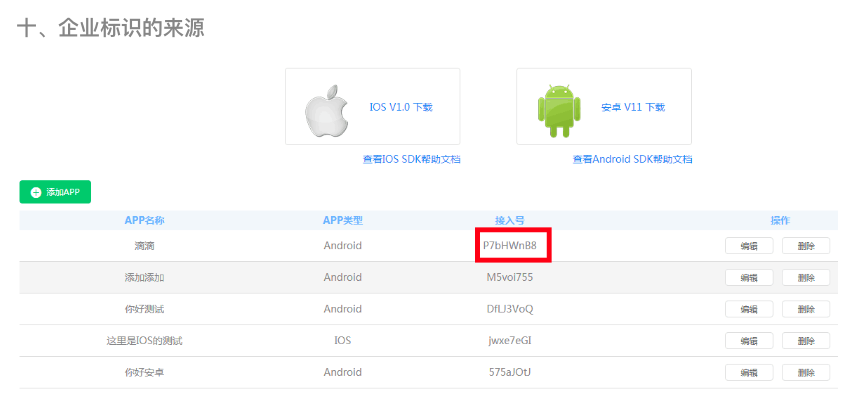 十、企业标识的来源
IOS V1.0 下载
安卓 V11 下载
查看IOS SDK帮助文档
查看Android SDK帮助文档
添加APP
APP名称 APP类型 接入号 操作
滴滴 Android P7bHWnB8 编辑 删除
添加添加 Android M5voi755 编辑 删除
你好测试 Android DfLJ3VoQ 编辑 删除
这里是IOS的测试 IOS jwxe7eGI 编辑 删除
你好安卓 Android 575aJOtJ 编辑 删除